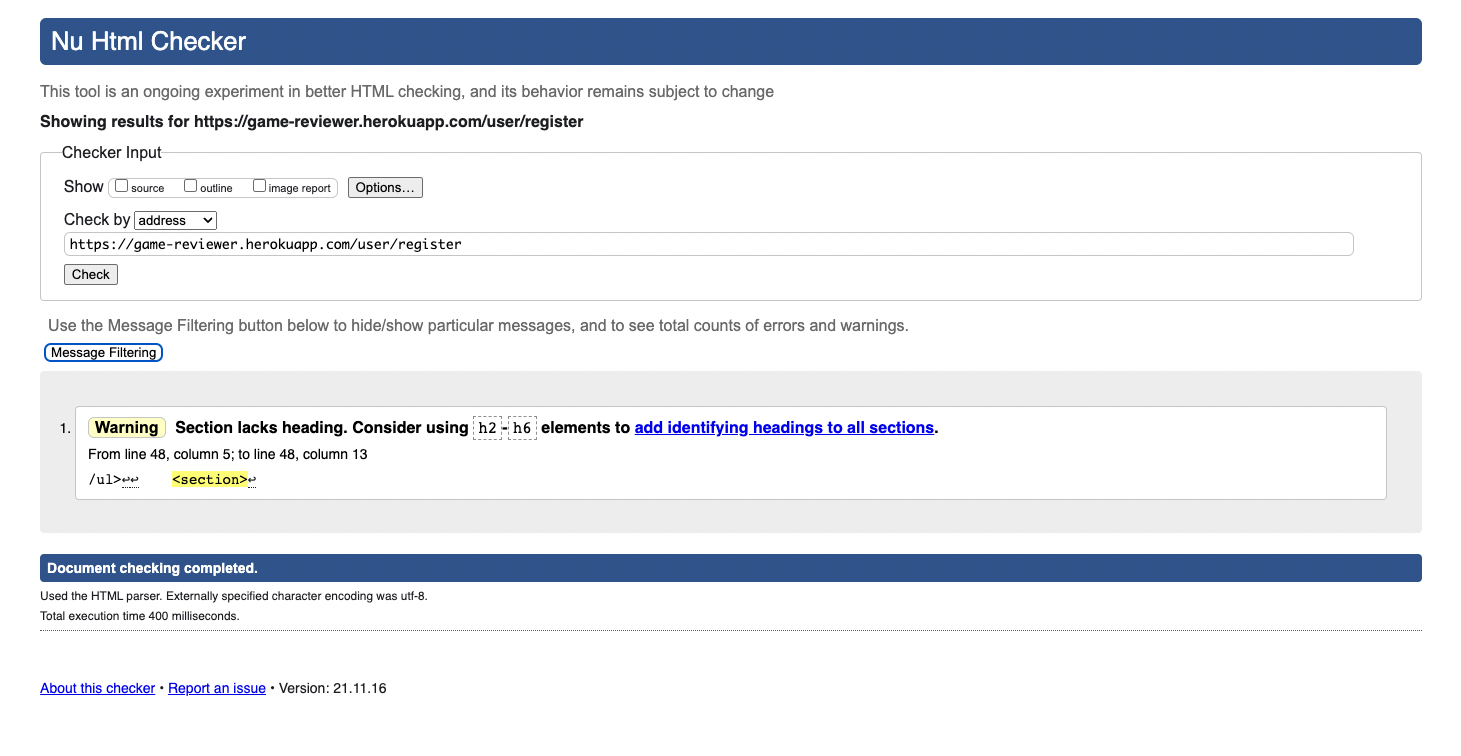 Nu Html Checker
This tool is an ongoing experiment in better HTML checking, and its behavior remains subject to change
Showing results for https://game-reviewer.herokuapp.com/user/register
Checker Input
Show source outline image report Options...
Check by address
https://game-reviewer.herokuapp.com/user/register
Check
Use the Message Filtering button below to hide/show particular messages, and to see total counts of errors and warnings.
Message Filtering
1. Warning Section lacks heading. Consider using h2-h6 elements to add identifying headings to all sections.
From line 48, column 5; to line 48, column 13
/ul>↩↩ <section>↩
Document checking completed.
Used the HTML parser. Externally specified character encoding was utf-8.
Total execution time 400 milliseconds.
About this checker • Report an issue • Version: 21.11.16